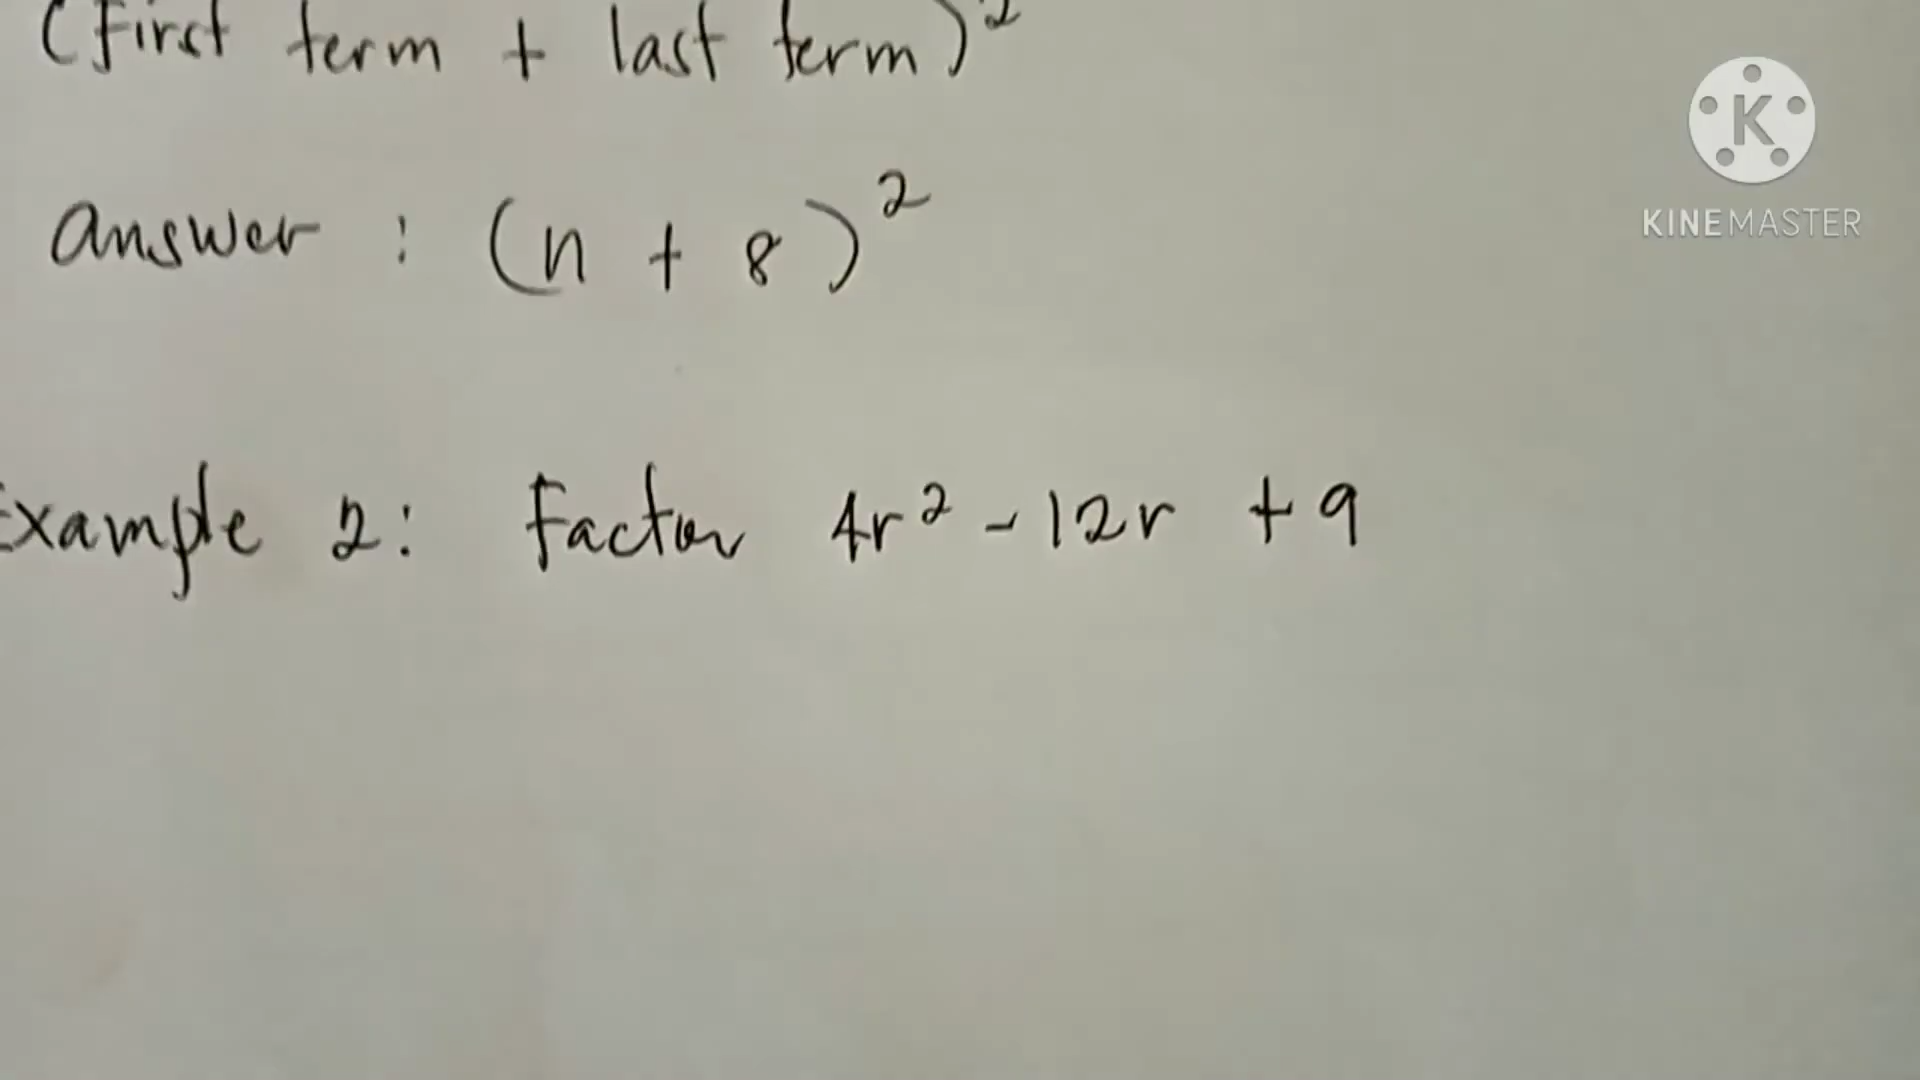 (First term + last term)²
Answer : (n + 8)²
Example 2: Factor 4r² - 12r + 9
K
KINEMASTER